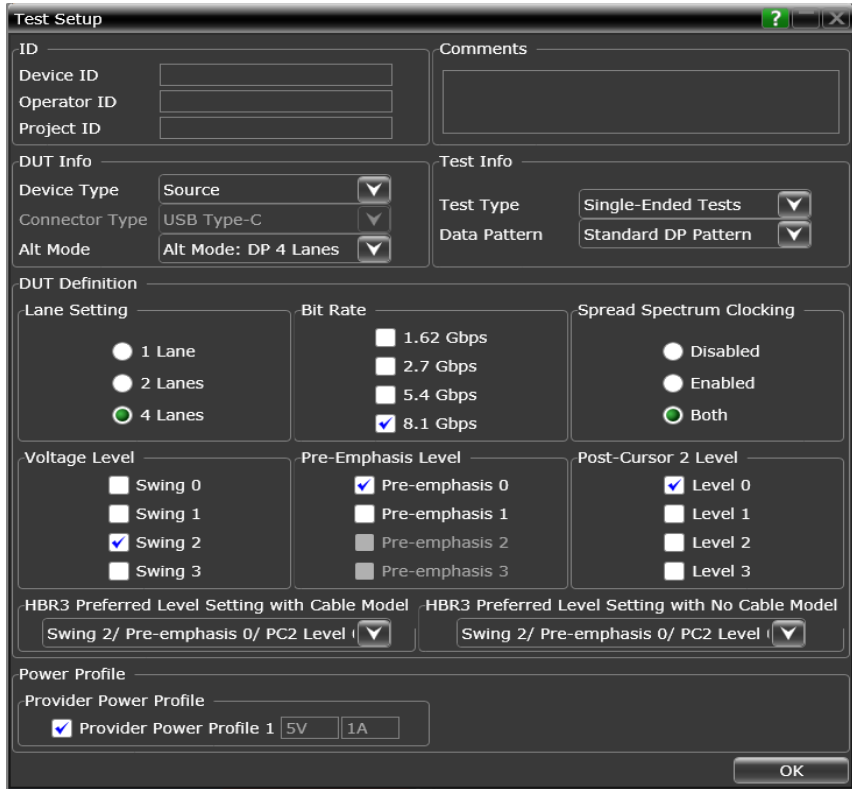 Test Setup
?
ID
Device ID
Operator ID
Project ID
Comments
DUT Info
Device Type Source
Connector Type USB Type-C
Alt Mode Alt Mode: DP 4 Lanes
Test Info
Test Type Single-Ended Tests
Data Pattern Standard DP Pattern
DUT Definition
Lane Setting
1 Lane
2 Lanes
4 Lanes
Bit Rate
1.62 Gbps
2.7 Gbps
5.4 Gbps
8.1 Gbps
Spread Spectrum Clocking
Disabled
Enabled
Both
Voltage Level
Swing 0
Swing 1
Swing 2
Swing 3
Pre-Emphasis Level
Pre-emphasis 0
Pre-emphasis 1
Pre-emphasis 2
Pre-emphasis 3
Post-Cursor 2 Level
Level 0
Level 1
Level 2
Level 3
HBR3 Preferred Level Setting with Cable Model
Swing 2/ Pre-emphasis 0/ PC2 Level
HBR3 Preferred Level Setting with No Cable Model
Swing 2/ Pre-emphasis 0/ PC2 Level
Power Profile
Provider Power Profile
Provider Power Profile 1 5V 1A
OK